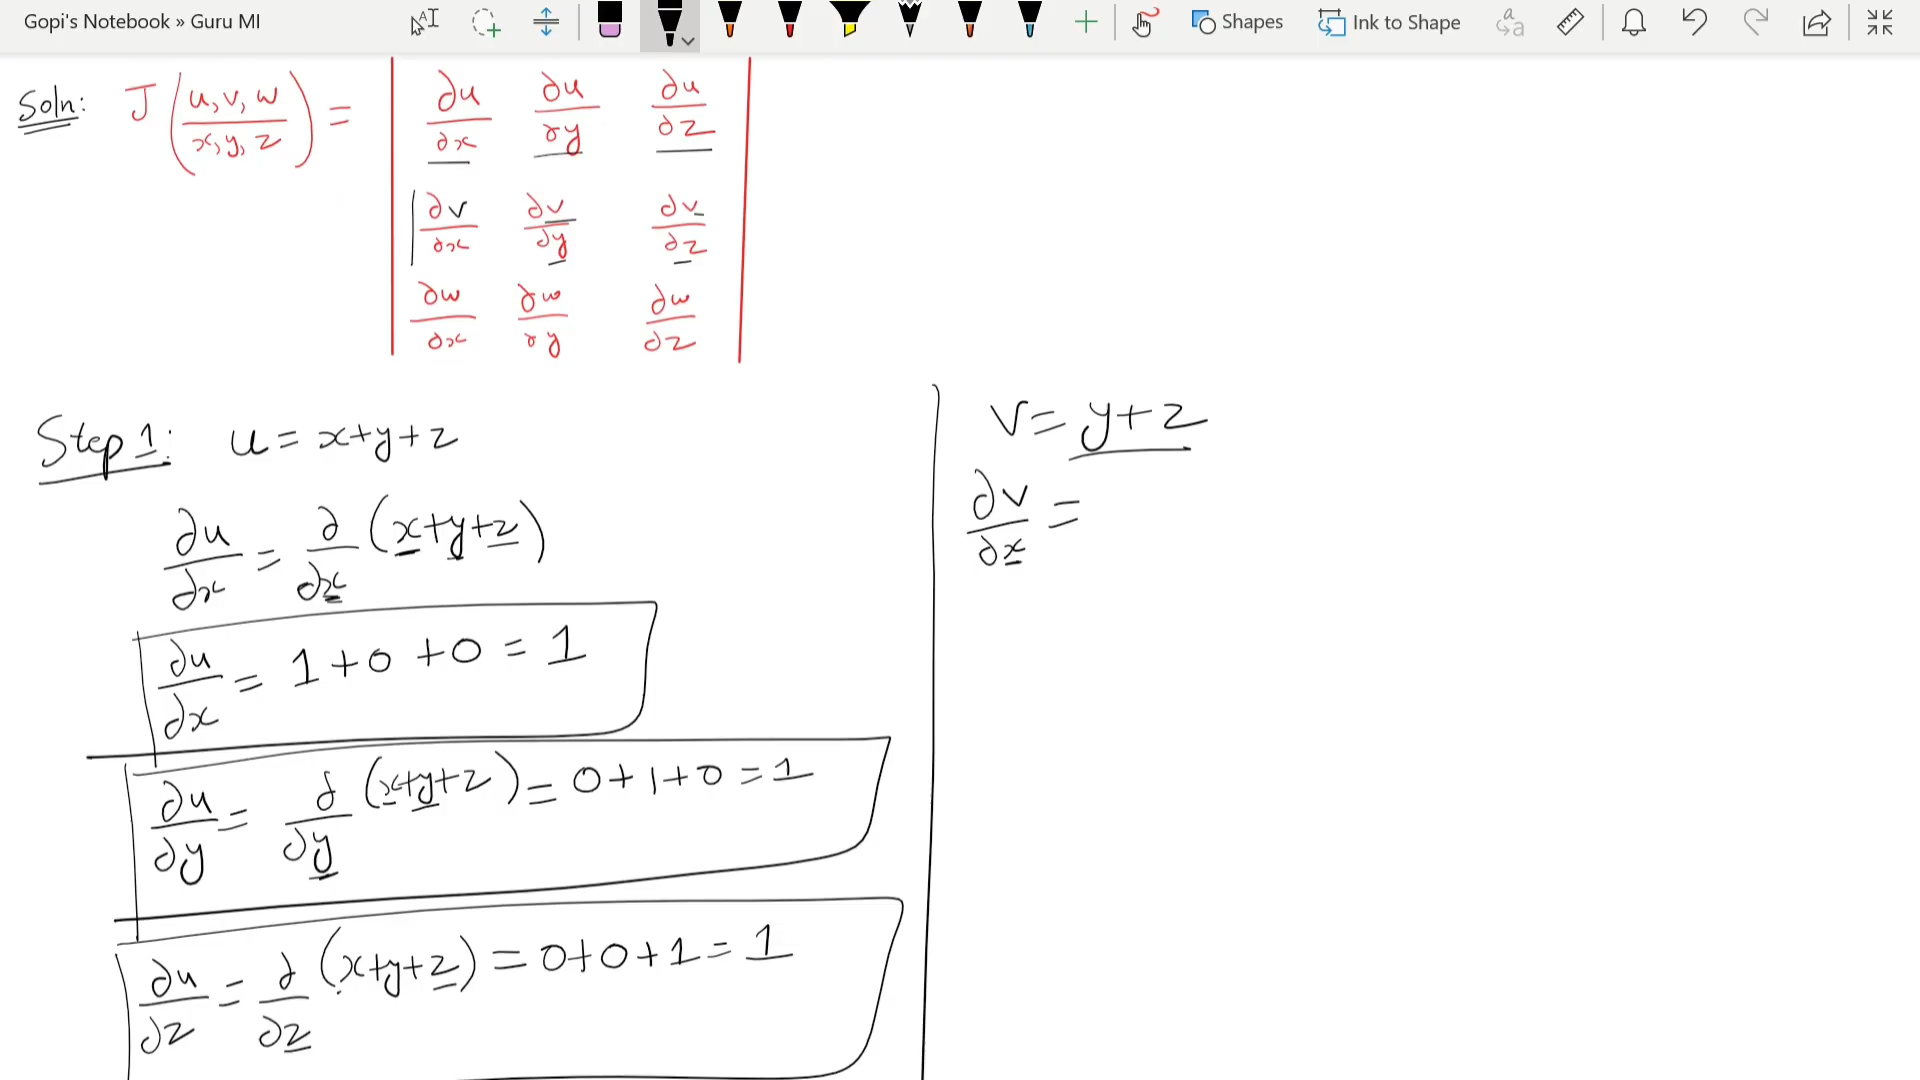 Gopi's Notebook » Guru MI
Shapes
Ink to Shape
Soln: J(u,v,w / x,y,z) = | ∂u/∂x ∂u/∂y ∂u/∂z |
| ∂v/∂x ∂v/∂y ∂v/∂z |
| ∂w/∂x ∂w/∂y ∂w/∂z |
Step 1: u = x+y+z
∂u/∂x = ∂/∂x (x+y+z)
∂u/∂x = 1+0+0 = 1
∂u/∂y = ∂/∂y (x+y+z) = 0+1+0 = 1
∂u/∂z = ∂/∂z (x+y+z) = 0+0+1 = 1
v = y+z
∂v/∂x =